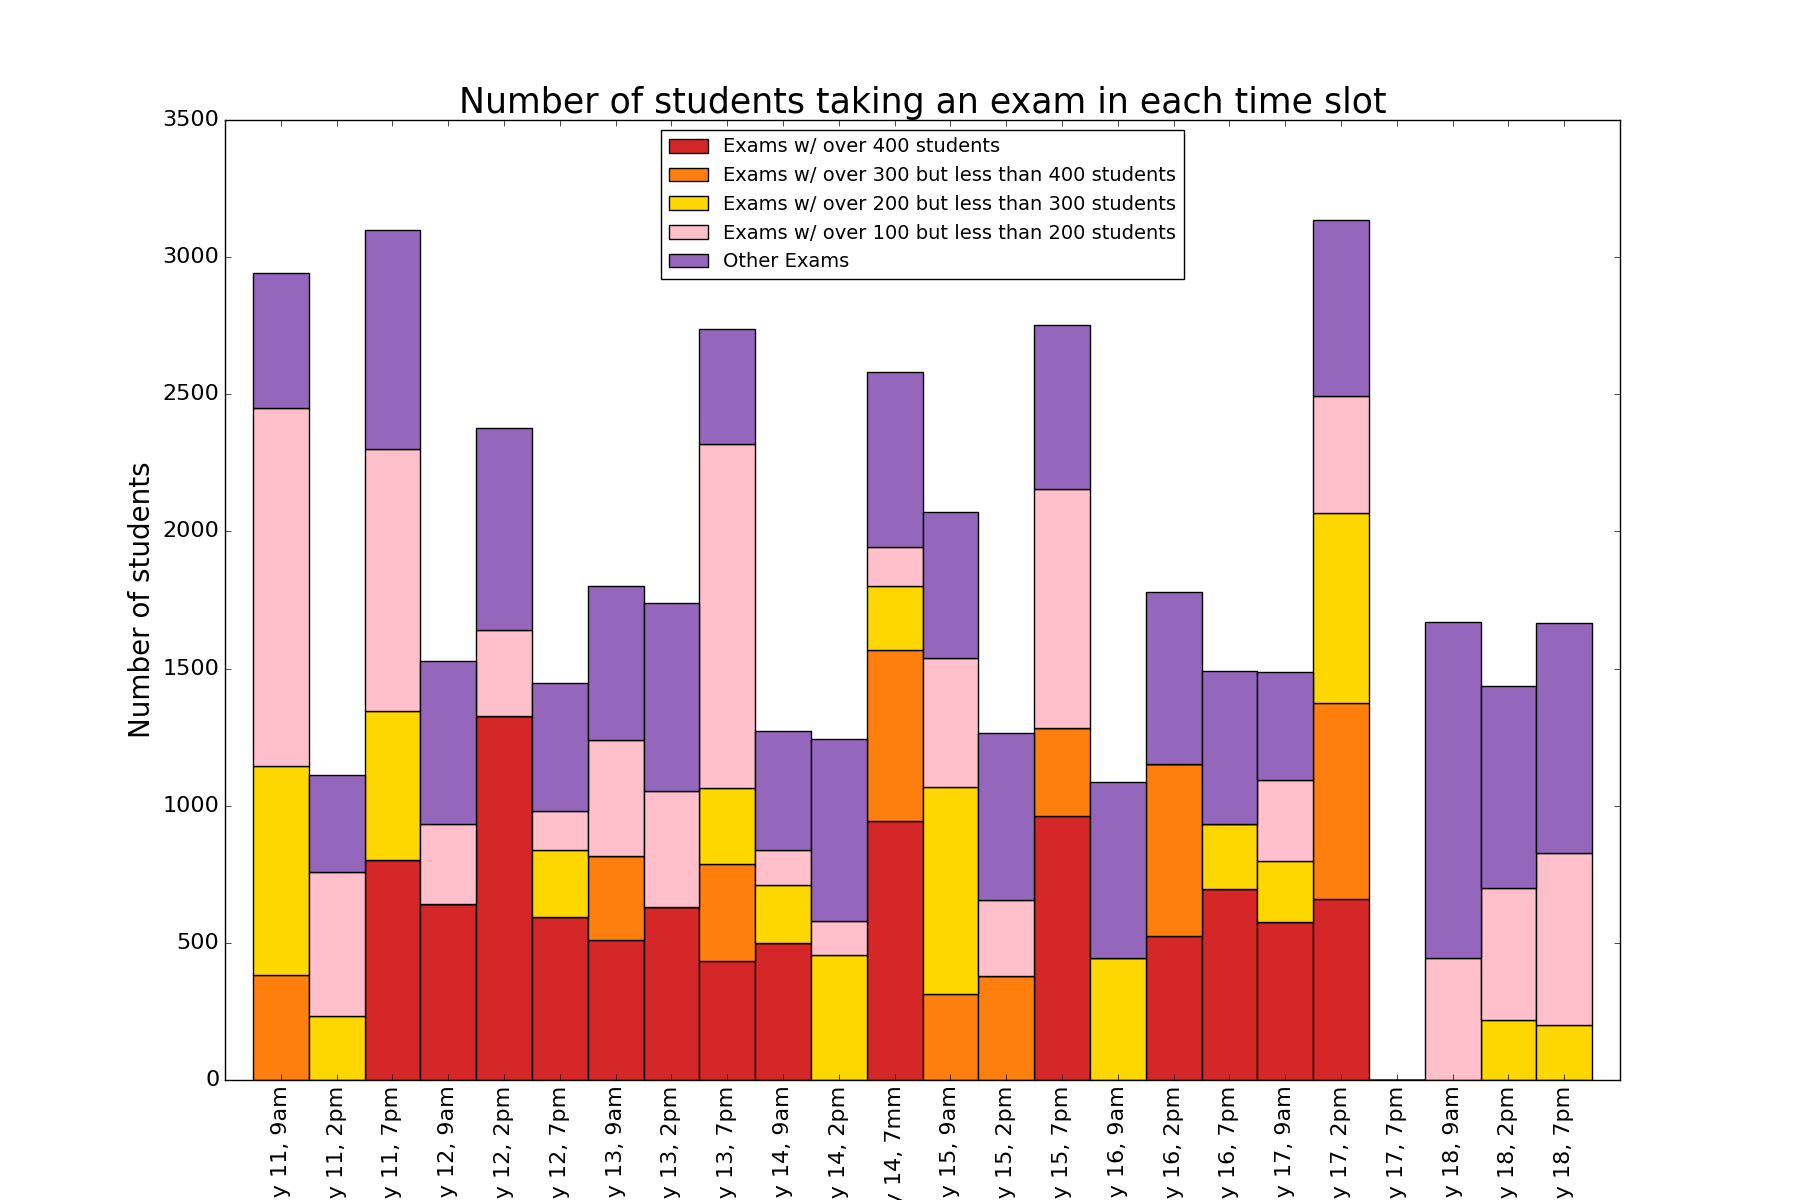 Number of students taking an exam in each time slot
Exams w/ over 400 students
Exams w/ over 300 but less than 400 students
Exams w/ over 200 but less than 300 students
Exams w/ over 100 but less than 200 students
Other Exams
Number of students
3500
3000
2500
2000
1500
1000
500
0
y 11, 9am
y 11, 2pm
y 11, 7pm
y 12, 9am
y 12, 2pm
y 12, 7pm
y 13, 9am
y 13, 2pm
y 13, 7pm
y 14, 9am
y 14, 2pm
y 14, 7mm
y 15, 9am
y 15, 2pm
y 15, 7pm
y 16, 9am
y 16, 2pm
y 16, 7pm
y 17, 9am
y 17, 2pm
y 17, 7pm
y 18, 9am
y 18, 2pm
y 18, 7pm